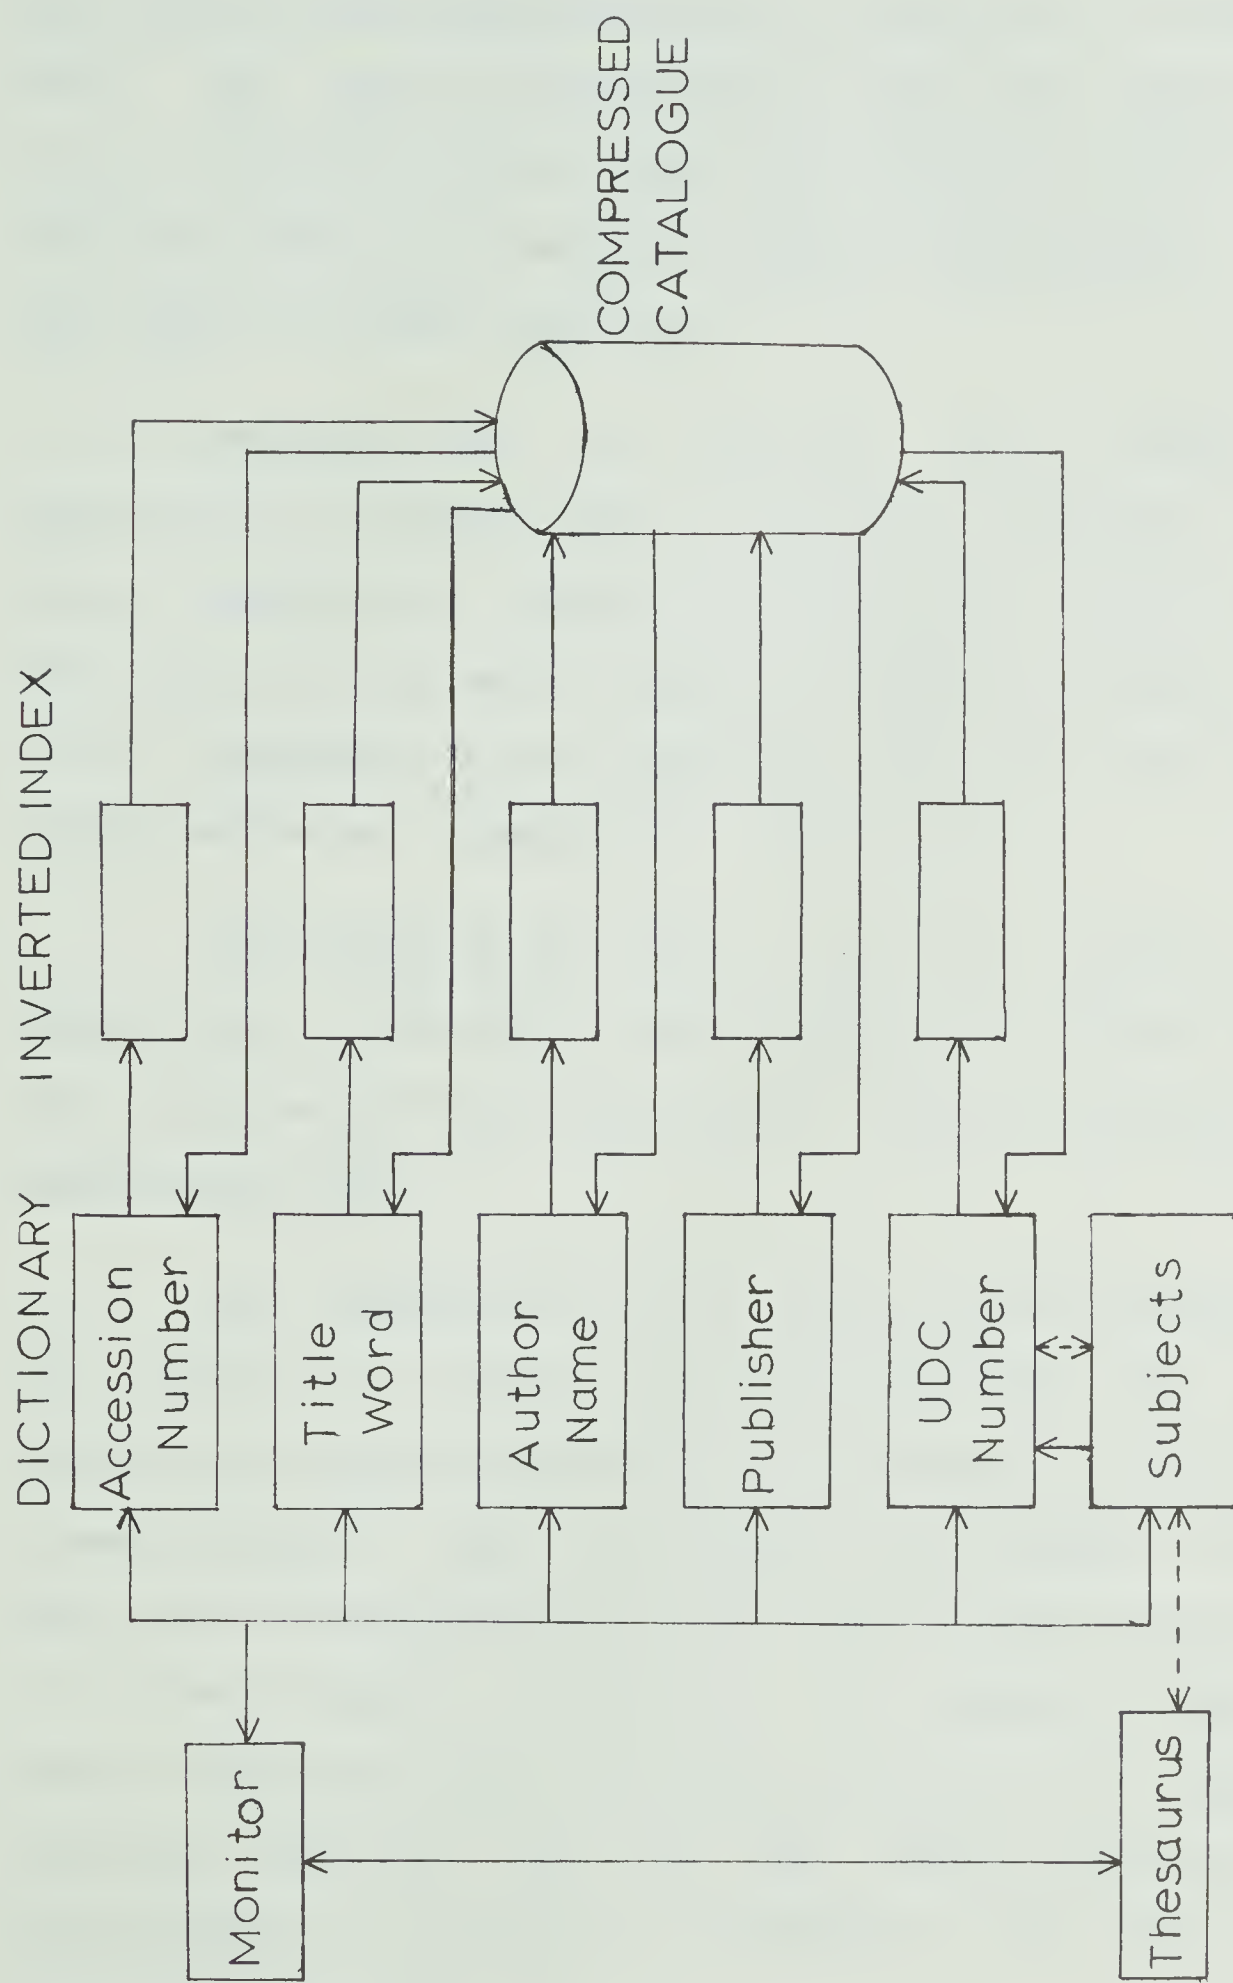 DICTIONARY
INVERTED INDEX
COMPRESSED
CATALOGUE
Accession
Number
Title
Word
Author
Name
Publisher
UDC
Number
Subjects
Monitor
Thesaurus